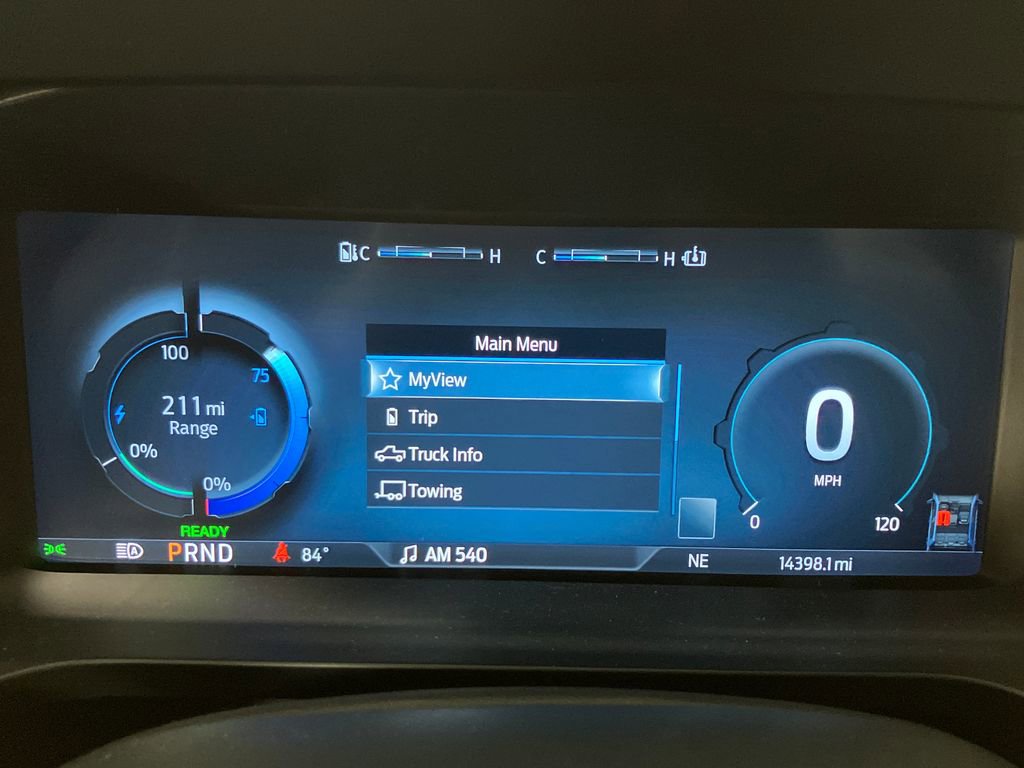 C H C H
Main Menu
100
MyView
75
211 mi
Range
Trip
0%
Truck Info
0%
Towing
0
MPH
0 120
READY
A
PRND 84° AM 540 NE 14398.1 mi